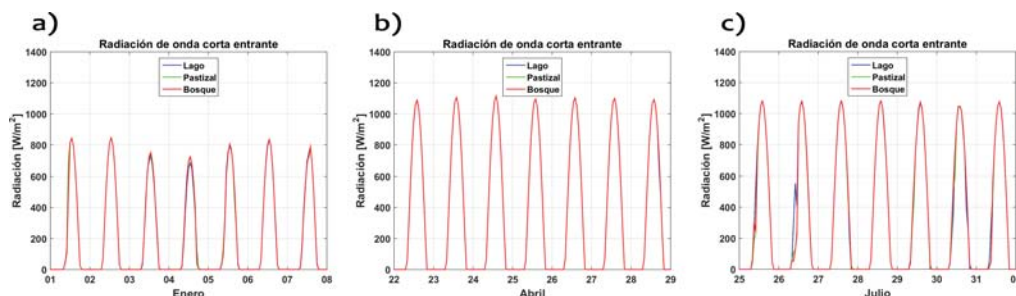 a)
Radiación de onda corta entrante
1400
1200
1000
800
600
400
200
0
Radiación [W/m²]
Lago
Pastizal
Bosque
01 02 03 04 05 06 07 08
Enero
b)
Radiación de onda corta entrante
1400
1200
1000
800
600
400
200
0
Radiación [W/m²]
Lago
Pastizal
Bosque
22 23 24 25 26 27 28 29
Abril
c)
Radiación de onda corta entrante
1400
1200
1000
800
600
400
200
0
Radiación [W/m²]
Lago
Pastizal
Bosque
25 26 27 28 29 30 31
Julio